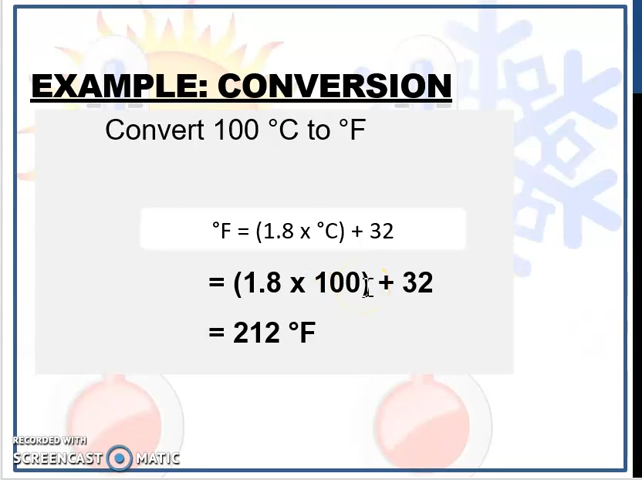 EXAMPLE: CONVERSION
Convert 100 °C to °F
°F = (1.8 x °C) + 32
= (1.8 x 100) + 32
= 212 °F
RECORDED WITH
SCREENCAST MATIC